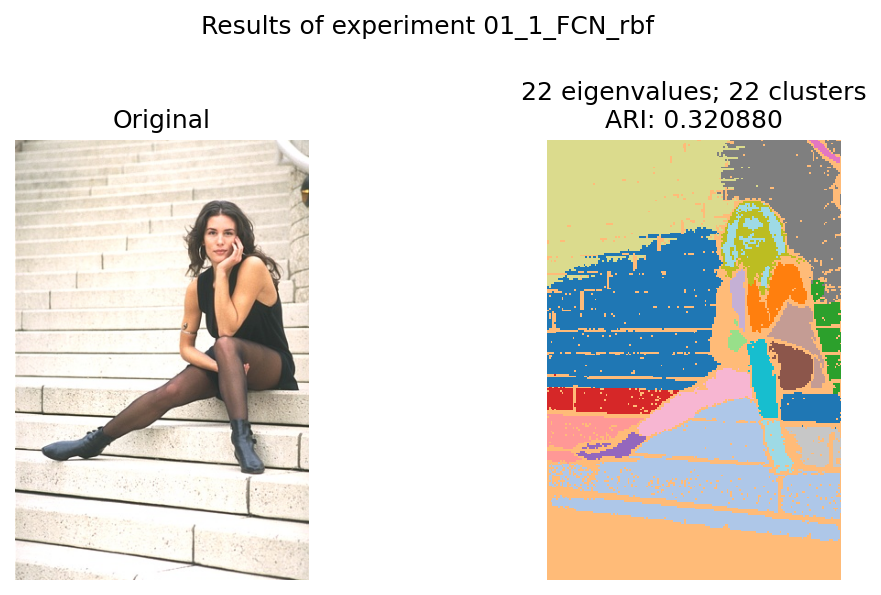 Results of experiment 01_1_FCN_rbf
Original
22 eigenvalues; 22 clusters
ARI: 0.320880